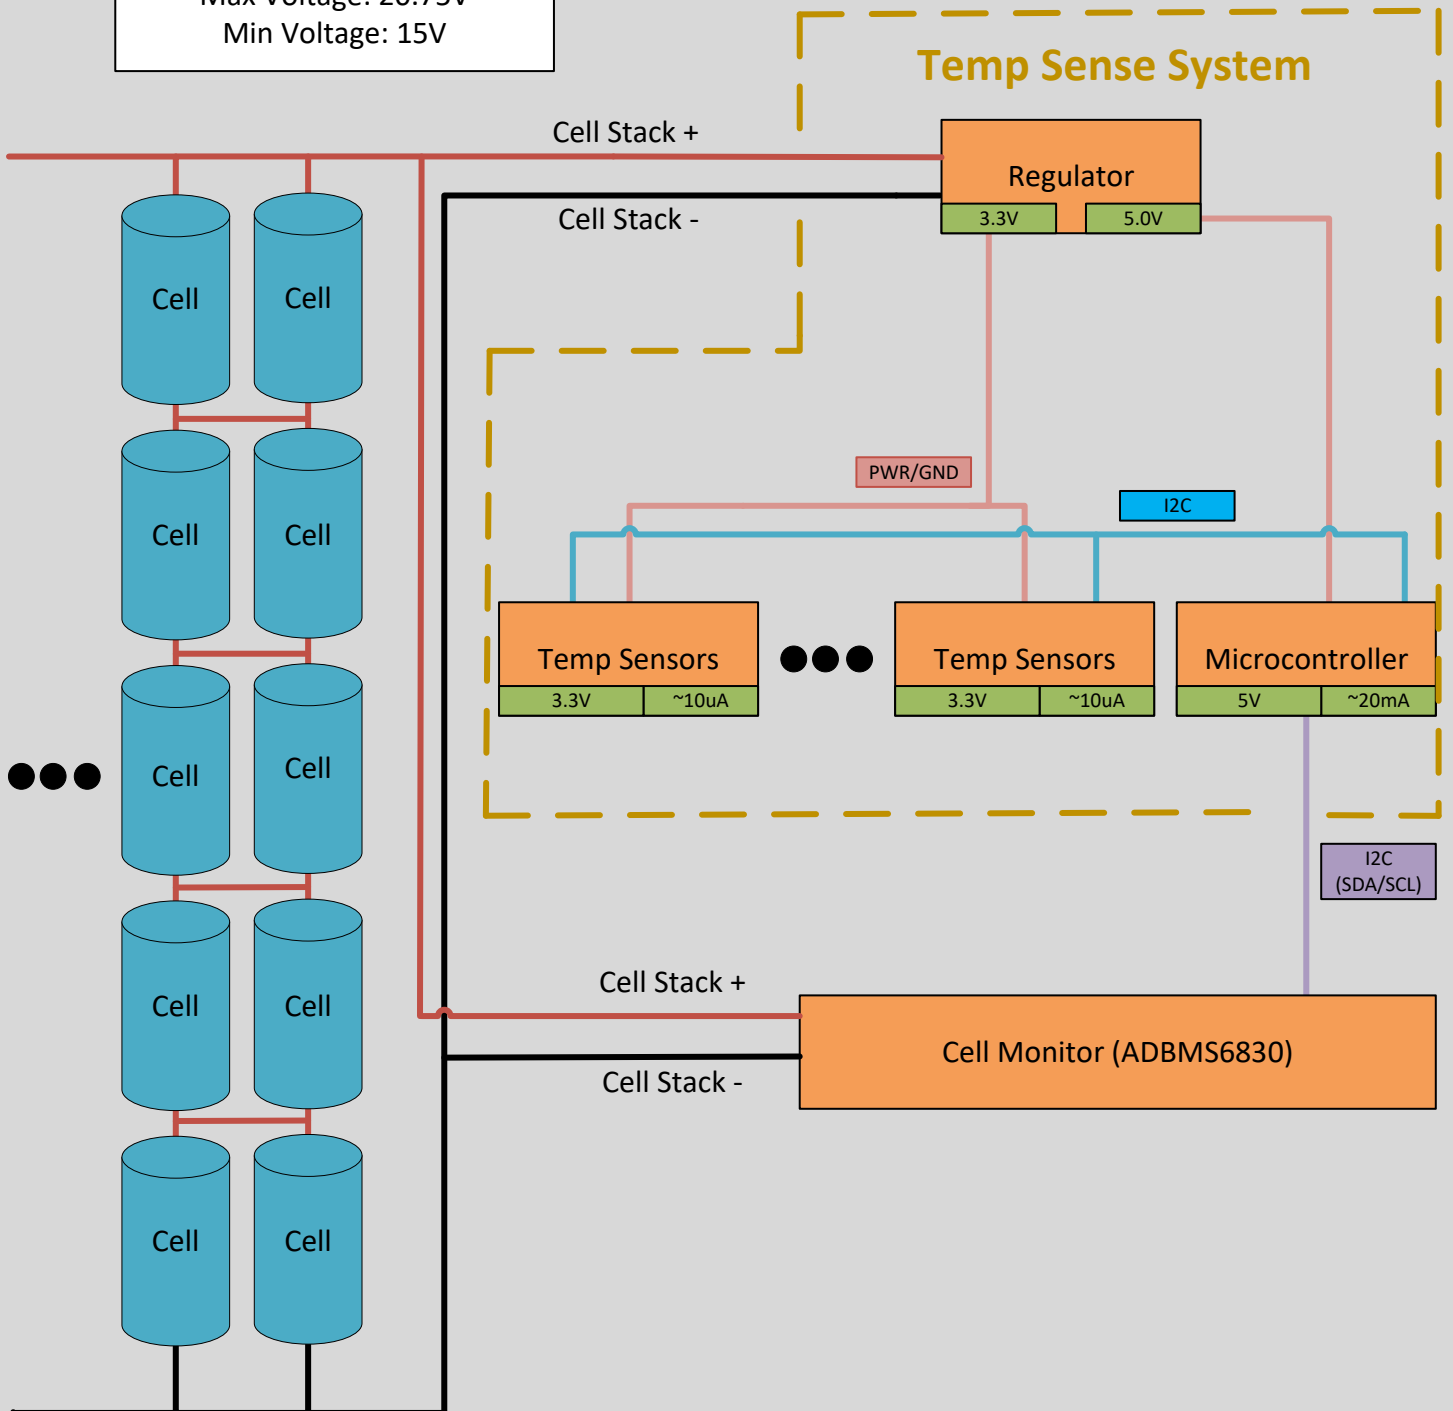 Min Voltage: 15V
Temp Sense System
Cell Stack +
Regulator
3.3V
5.0V
Cell Stack -
Cell
Cell
PWR/GND
I2C
Cell
Cell
Temp Sensors
3.3V
~10uA
Temp Sensors
3.3V
~10uA
Microcontroller
5V
~20mA
Cell
Cell
I2C
(SDA/SCL)
Cell Stack +
Cell
Cell
Cell Monitor (ADBMS6830)
Cell Stack -
Cell
Cell